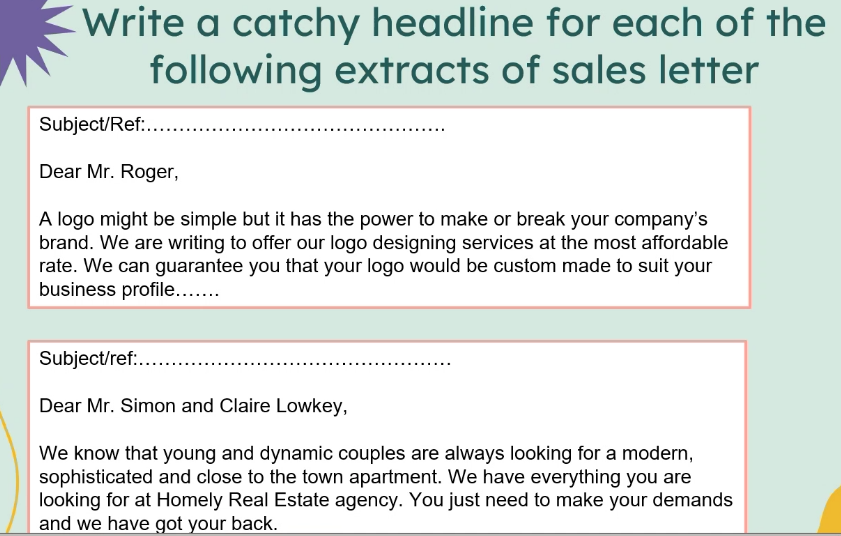 Write a catchy headline for each of the
following extracts of sales letter
Subject/Ref:……………………………………….
Dear Mr. Roger,
A logo might be simple but it has the power to make or break your company’s
brand. We are writing to offer our logo designing services at the most affordable
rate. We can guarantee you that your logo would be custom made to suit your
business profile…….
Subject/ref:…………………………………………
Dear Mr. Simon and Claire Lowkey,
We know that young and dynamic couples are always looking for a modern,
sophisticated and close to the town apartment. We have everything you are
looking for at Homely Real Estate agency. You just need to make your demands
and we have got your back.